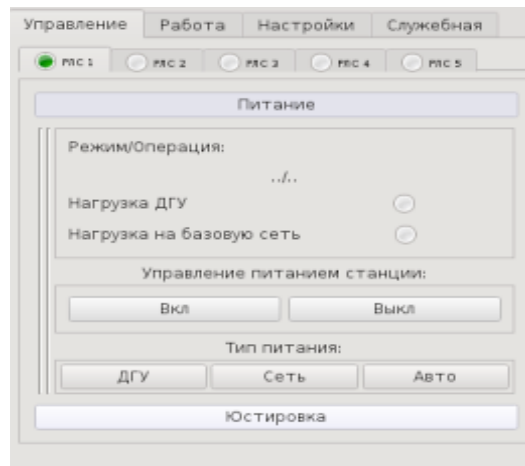 Управление Работа Настройки Служебная
РЛС 1 РЛС 2 РЛС 3 РЛС 4 РЛС 5
Питание
Режим/Операция:
../..
Нагрузка ДГУ
Нагрузка на базовую сеть
Управление питанием станции:
Вкл Выкл
Тип питания:
ДГУ Сеть Авто
Юстировка